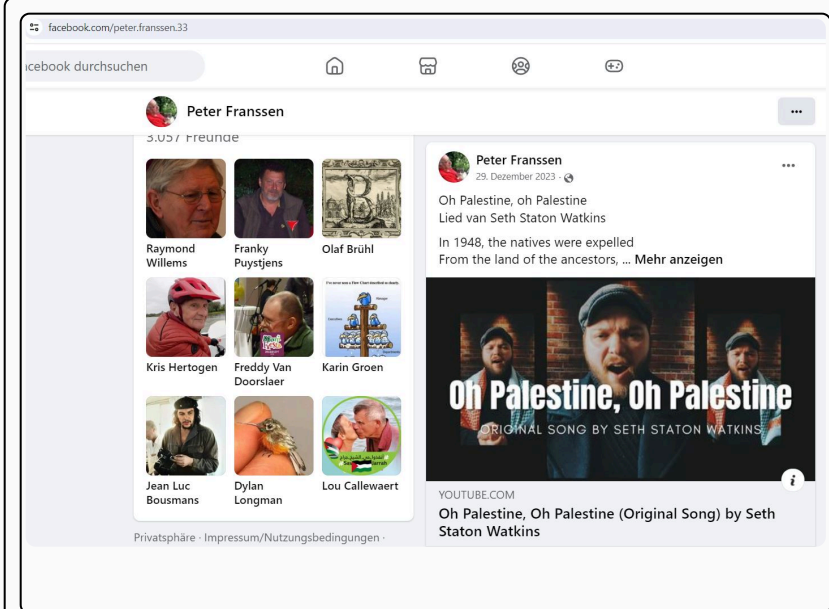 facebook.com/peter.franssen.33
cebook durchsuchen
Peter Franssen
3.057 Freunde
Raymond
Willems
Franky
Puystjens
Olaf Brühl
Kris Hertogen
Freddy Van
Doorslaer
Karin Groen
Jean Luc
Bousmans
Dylan
Longman
Lou Callewaert
Privatsphäre · Impressum/Nutzungsbedingungen ·
Peter Franssen
29. Dezember 2023 ·
Oh Palestine, oh Palestine
Lied van Seth Staton Watkins
In 1948, the natives were expelled
From the land of the ancestors, ... Mehr anzeigen
Oh Palestine, Oh Palestine
ORIGINAL SONG BY SETH STATON WATKINS
YOUTUBE.COM
Oh Palestine, Oh Palestine (Original Song) by Seth
Staton Watkins